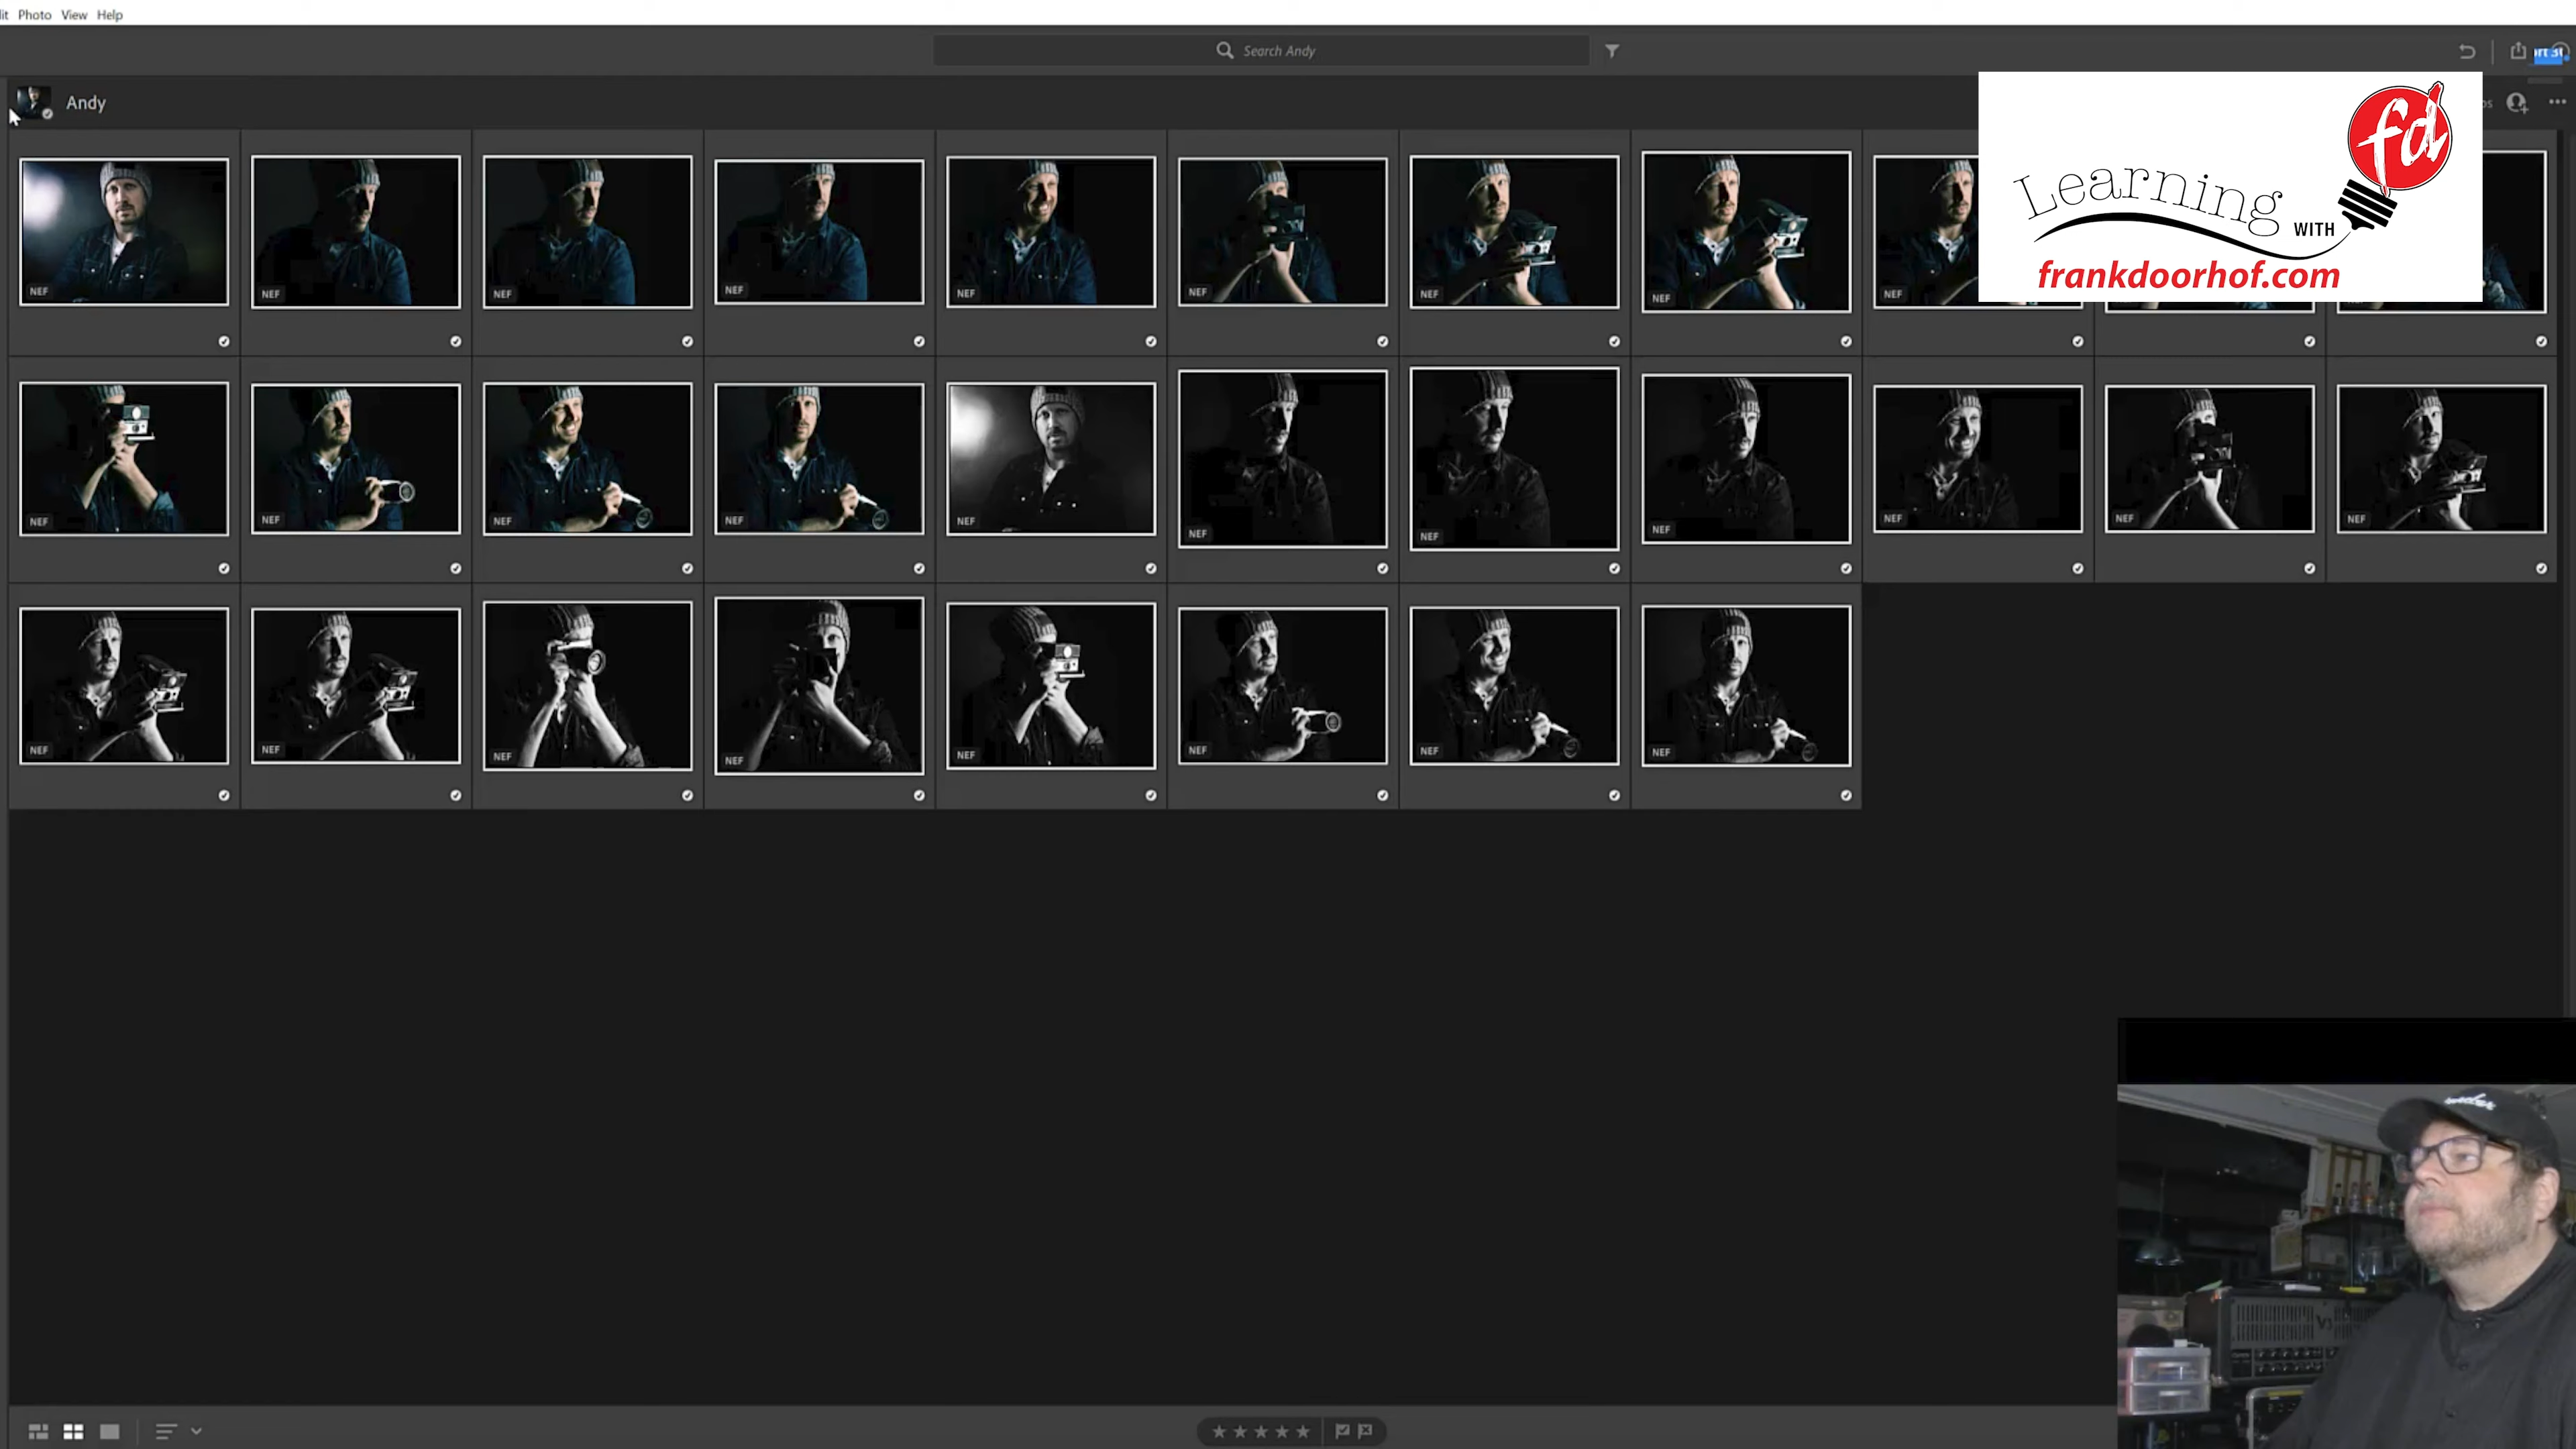 Photo View Help
Search Andy
Andy
Learning
WITH
fd
frankdoorhof.com
NEF NEF NEF NEF NEF NEF NEF NEF NEF
NEF NEF NEF NEF NEF NEF NEF NEF NEF NEF NEF
NEF NEF NEF NEF NEF NEF NEF NEF